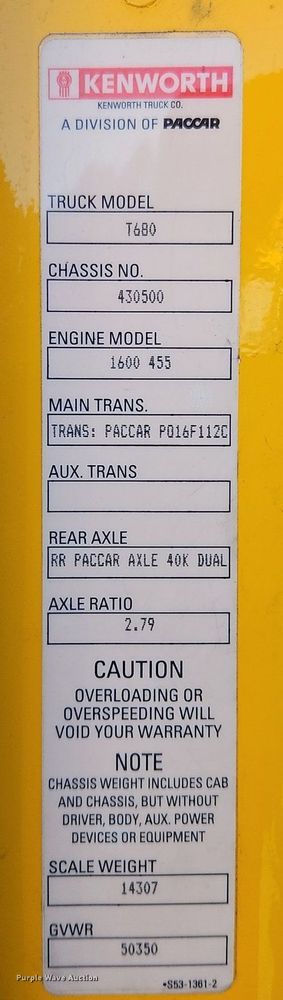 KENWORTH
KENWORTH TRUCK CO.
A DIVISION OF PACCAR
TRUCK MODEL
T680
CHASSIS NO.
430500
ENGINE MODEL
1600 455
MAIN TRANS.
TRANS: PACCAR PO16F112C
AUX. TRANS
REAR AXLE
RR PACCAR AXLE 40K DUAL
AXLE RATIO
2.79
CAUTION
OVERLOADING OR
OVERSPEEDING WILL
VOID YOUR WARRANTY
NOTE
CHASSIS WEIGHT INCLUDES CAB
AND CHASSIS, BUT WITHOUT
DRIVER, BODY, AUX. POWER
DEVICES OR EQUIPMENT
SCALE WEIGHT
14307
GVWR
50350
•S53-1361-2
Purple Wave Auction